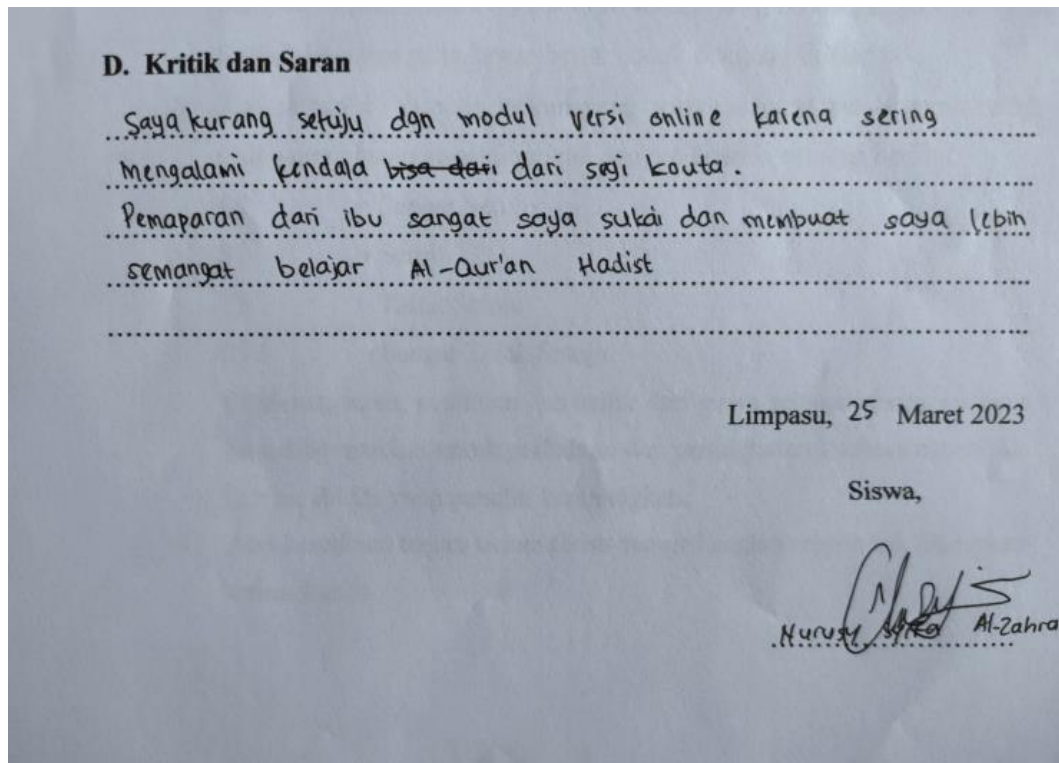 D. Kritik dan Saran
Saya kurang setuju dgn modul versi online karena sering
Mengalami kendala bisa dari dari segi kouta.
Pemaparan dari ibu sangat saya sukai dan membuat saya lebih
semangat belajar Al-Qur'an Hadist
Limpasu, 25 Maret 2023
Siswa,
Al-Zahra